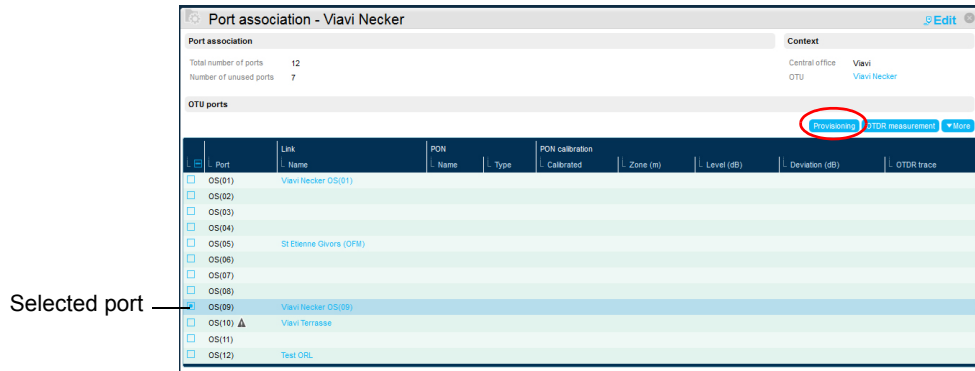 Port association - Viavi Necker
Edit
Port association
Context
Total number of ports 12
Central office Viavi
Number of unused ports 7
OTU Viavi Necker
OTU ports
Provisioning OTDR measurement More
Link PON PON calibration
Port Name Name Type Calibrated Zone (m) Level (dB) Deviation (dB) OTDR trace
OS(01) Viavi Necker OS(01)
OS(02)
OS(03)
OS(04)
OS(05) St Etienne Givors (OFM)
OS(06)
OS(07)
OS(08)
Selected port
OS(09) Viavi Necker OS(09)
OS(10) Viavi Terrasse
OS(11)
OS(12) Test ORL